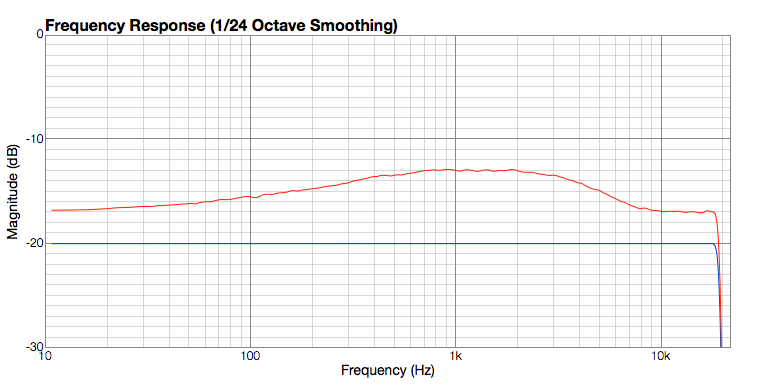 Frequency Response (1/24 Octave Smoothing)
0
-10
-20
-30
Magnitude (dB)
10
100
1k
10k
Frequency (Hz)